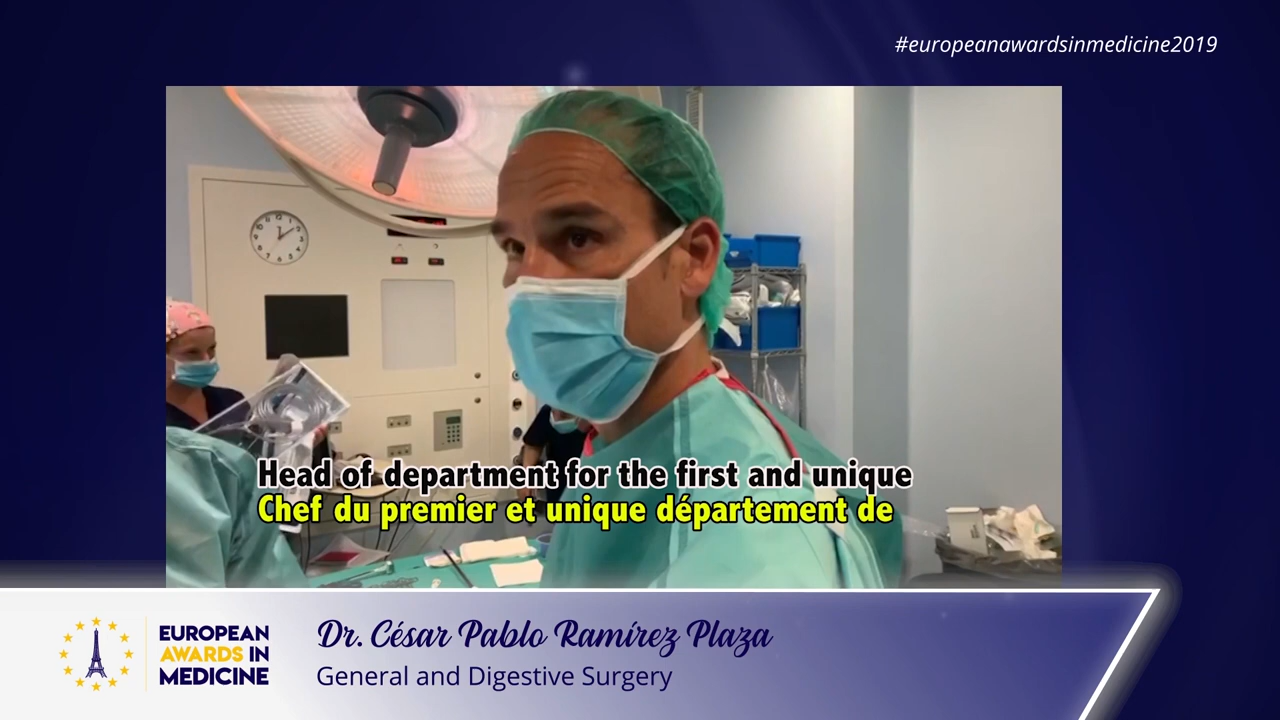 #europeanawardsinmedicine2019
Head of department for the first and unique
Chef du premier et unique département de
EUROPEAN
AWARDS IN
MEDICINE
Dr. César Pablo Ramírez Plaza
General and Digestive Surgery